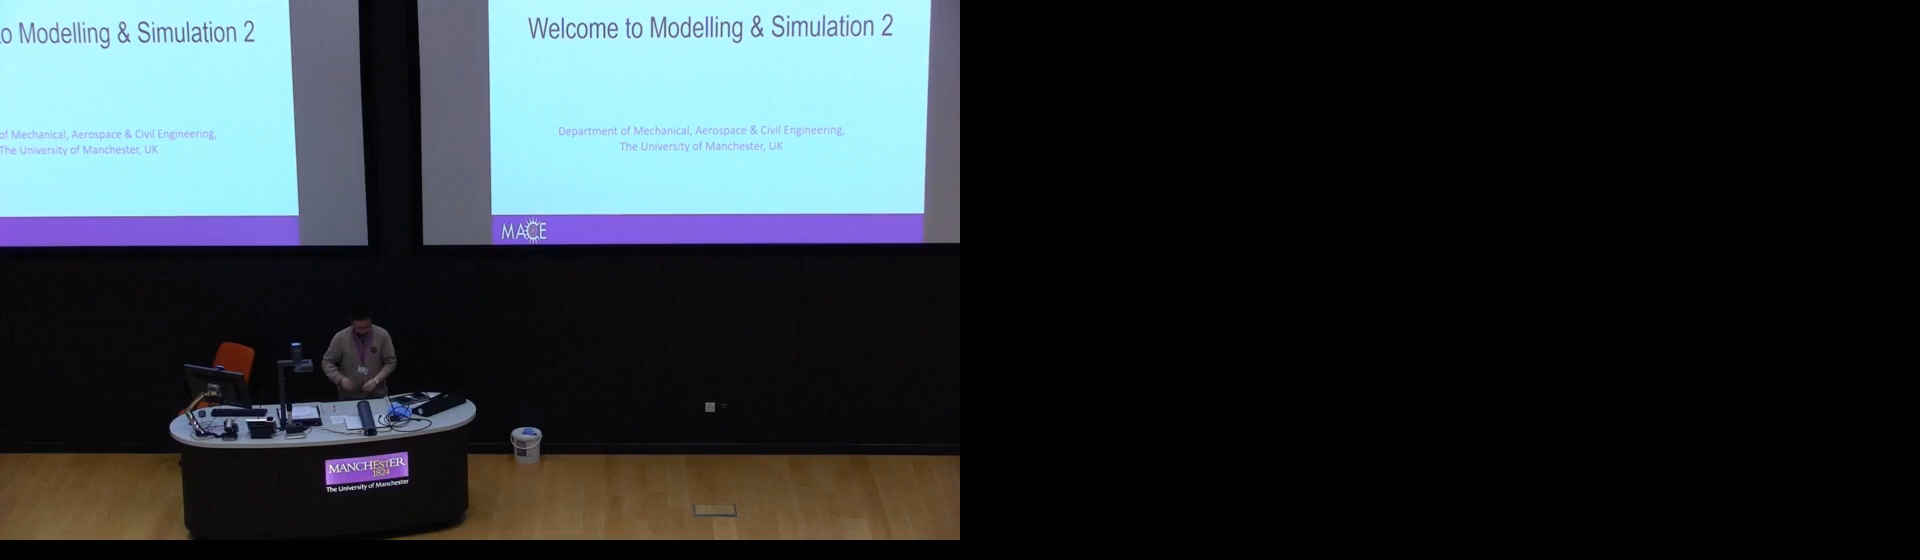 to Modelling & Simulation 2
of Mechanical, Aerospace & Civil Engineering,
The University of Manchester, UK
Welcome to Modelling & Simulation 2
Department of Mechanical, Aerospace & Civil Engineering,
The University of Manchester, UK
MACE
MANCHESTER
1824
The University of Manchester